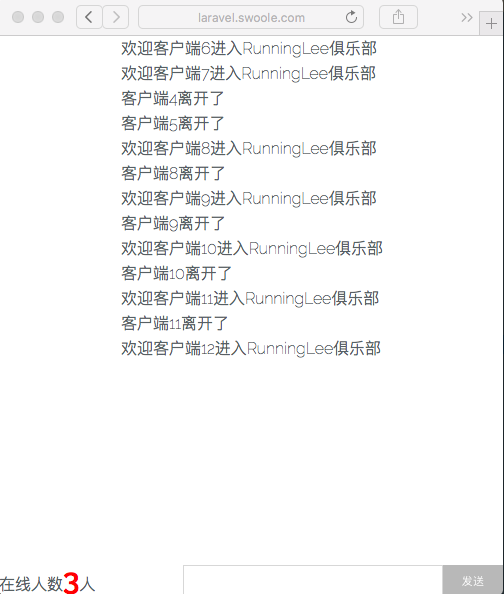 laravel.swoole.com
欢迎客户端6进入RunningLee俱乐部
欢迎客户端7进入RunningLee俱乐部
客户端4离开了
客户端5离开了
欢迎客户端8进入RunningLee俱乐部
客户端8离开了
欢迎客户端9进入RunningLee俱乐部
客户端9离开了
欢迎客户端10进入RunningLee俱乐部
客户端10离开了
欢迎客户端11进入RunningLee俱乐部
客户端11离开了
欢迎客户端12进入RunningLee俱乐部
在线人数3人
发送